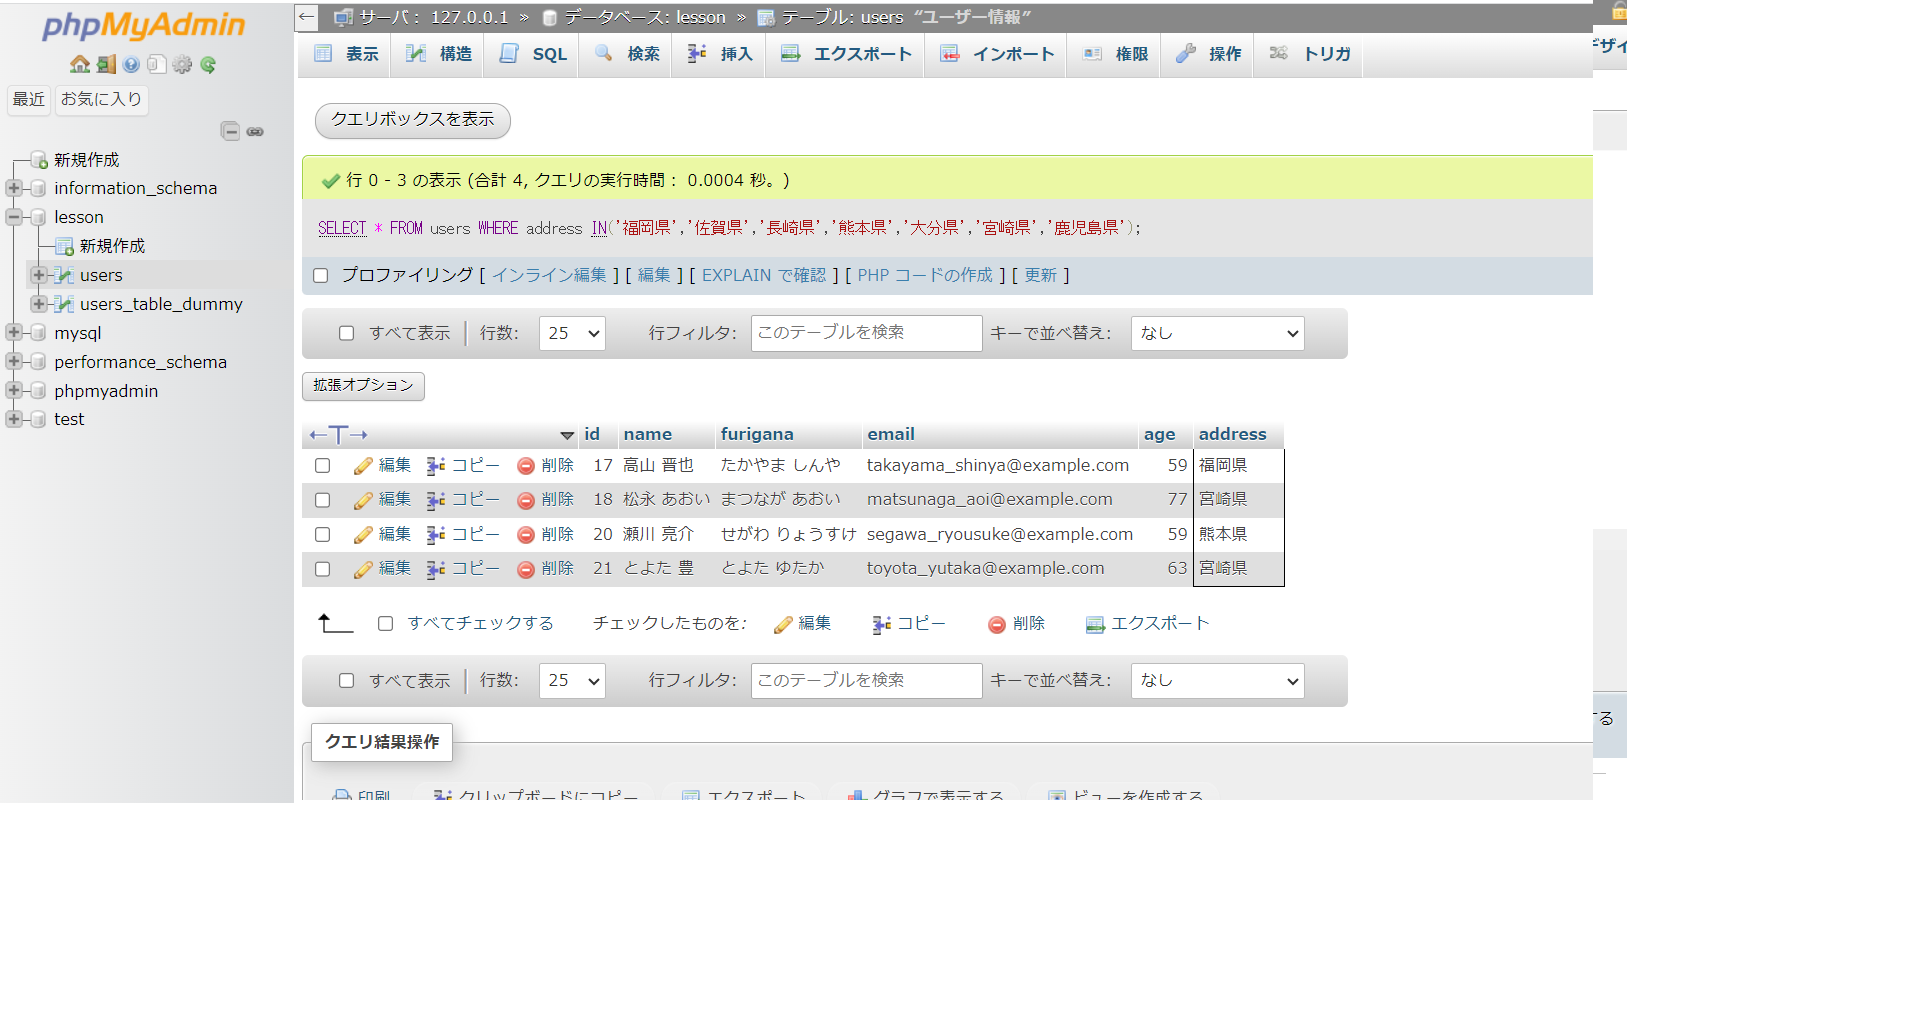 phpMyAdmin
最近 お気に入り
新規作成
information_schema
lesson
新規作成
users
users_table_dummy
mysql
performance_schema
phpmyadmin
test
← サーバ： 127.0.0.1 » データベース: lesson » テーブル: users “ユーザー情報”
表示 構造 SQL 検索 挿入 エクスポート インポート 権限 操作 トリガ
クエリボックスを表示
行 0 - 3 の表示 (合計 4, クエリの実行時間： 0.0004 秒。)
SELECT * FROM users WHERE address IN('福岡県','佐賀県','長崎県','熊本県','大分県','宮崎県','鹿児島県');
プロファイリング [ インライン編集 ] [ 編集 ] [ EXPLAIN で確認 ] [ PHP コードの作成 ] [ 更新 ]
すべて表示 | 行数: 25 行フィルタ: このテーブルを検索 キーで並べ替え: なし
拡張オプション
←T→ id name furigana email age address
編集 コピー 削除 17 高山 晋也 たかやま しんや takayama_shinya@example.com 59 福岡県
編集 コピー 削除 18 松永 あおい まつなが あおい matsunaga_aoi@example.com 77 宮崎県
編集 コピー 削除 20 瀬川 亮介 せがわ りょうすけ segawa_ryousuke@example.com 59 熊本県
編集 コピー 削除 21 とよた 豊 とよた ゆたか toyota_yutaka@example.com 63 宮崎県
すべてチェックする チェックしたものを: 編集 コピー 削除 エクスポート
すべて表示 | 行数: 25 行フィルタ: このテーブルを検索 キーで並べ替え: なし
クエリ結果操作
印刷 クリップボードにコピー エクスポート グラフで表示する ビューを作成する
する